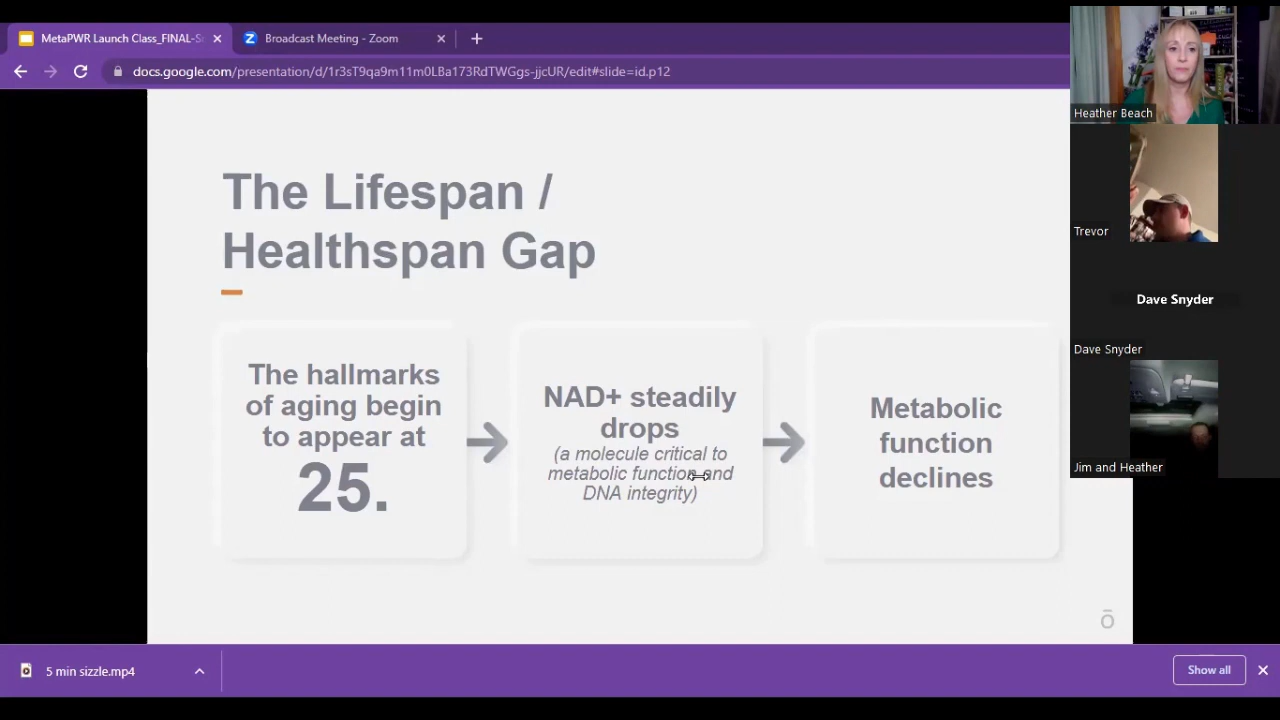 MetaPWR Launch Class_FINAL-S
Broadcast Meeting - Zoom
docs.google.com/presentation/d/1r3sT9qa9m11m0LBa173RdTWGgs-jjcUR/edit#slide=id.p12
The Lifespan /
Healthspan Gap
The hallmarks
of aging begin
to appear at
25.
NAD+ steadily
drops
(a molecule critical to
metabolic function and
DNA integrity)
Metabolic
function
declines
ō
Heather Beach
Trevor
Dave Snyder
Dave Snyder
Jim and Heather
5 min sizzle.mp4
Show all